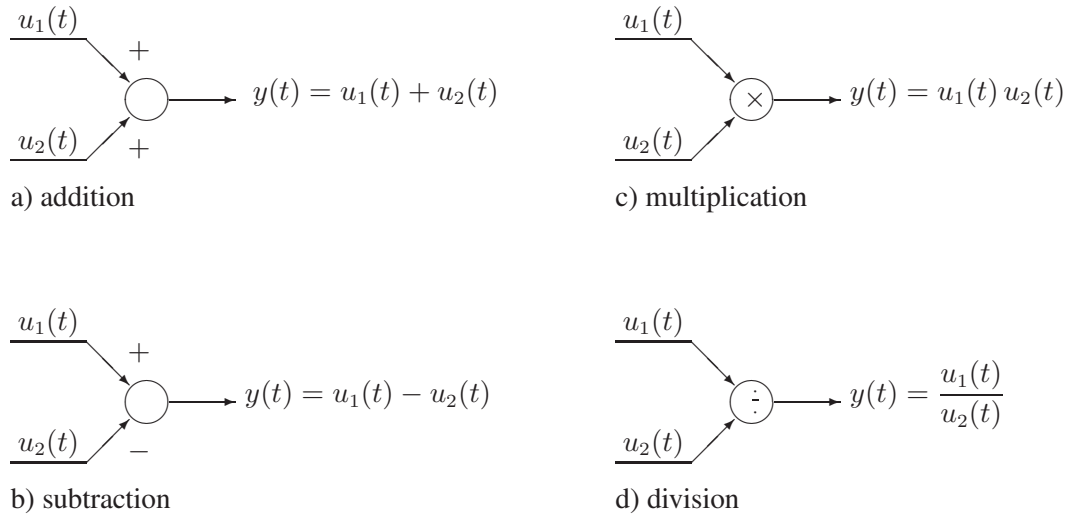 u₁(t)
+
y(t) = u₁(t) + u₂(t)
u₂(t)
+
a) addition
u₁(t)
×
y(t) = u₁(t) u₂(t)
u₂(t)
c) multiplication
u₁(t)
+
y(t) = u₁(t) − u₂(t)
u₂(t)
−
b) subtraction
u₁(t)
÷
y(t) = u₁(t) / u₂(t)
u₂(t)
d) division